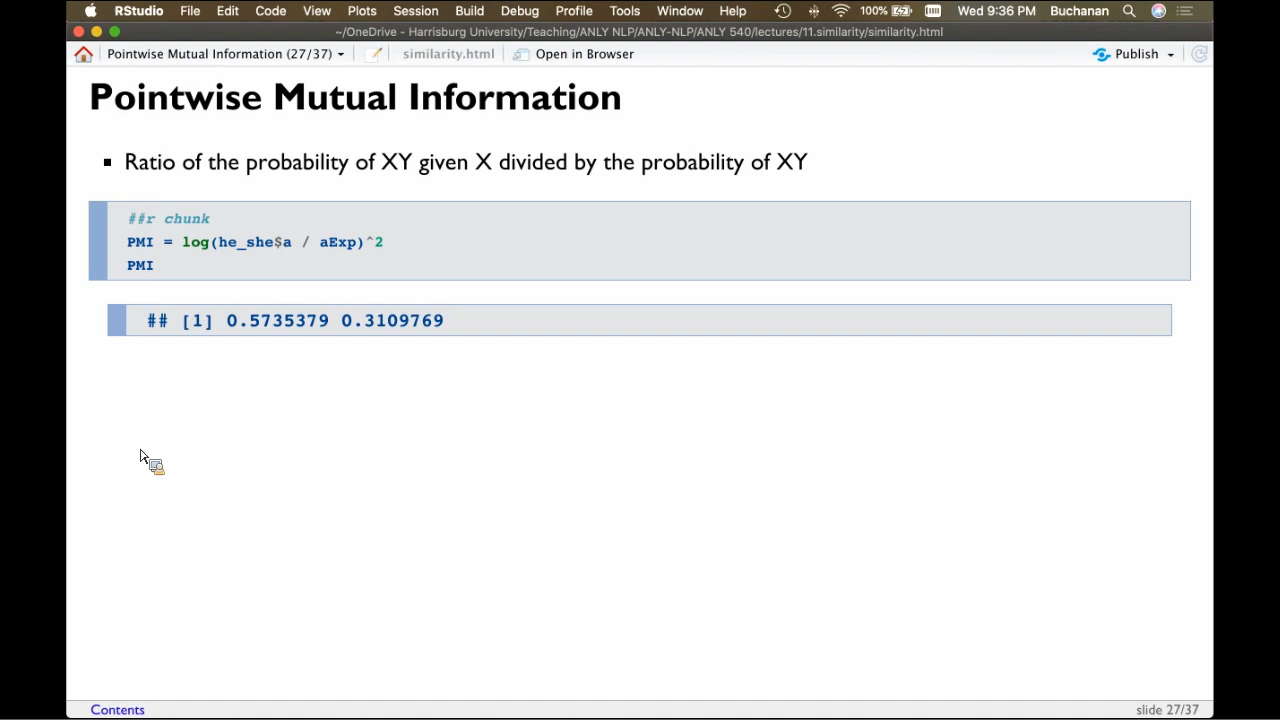 RStudio File Edit Code View Plots Session Build Debug Profile Tools Window Help 100% Wed 9:36 PM Buchanan
~/OneDrive - Harrisburg University/Teaching/ANLY NLP/ANLY-NLP/ANLY 540/lectures/11.similarity/similarity.html
Pointwise Mutual Information (27/37) similarity.html Open in Browser Publish
Pointwise Mutual Information
Ratio of the probability of XY given X divided by the probability of XY
##r chunk
PMI = log(he_she$a / aExp)^2
PMI
## [1] 0.5735379 0.3109769
Contents slide 27/37